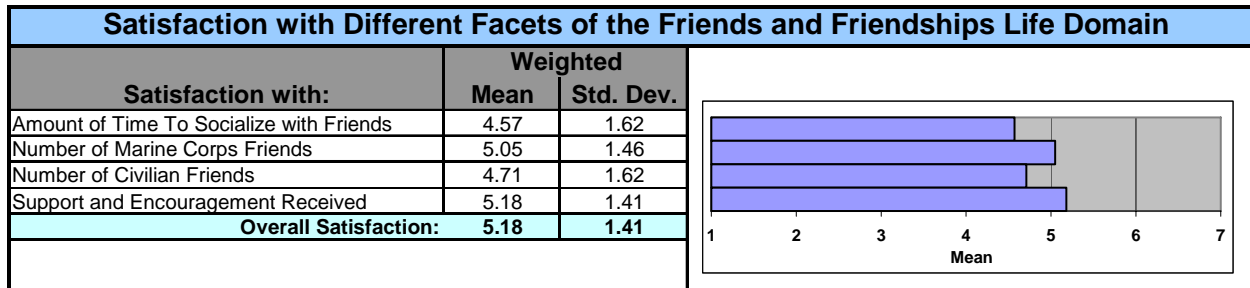 Satisfaction with Different Facets of the Friends and Friendships Life Domain
Weighted
Satisfaction with: Mean Std. Dev.
Amount of Time To Socialize with Friends 4.57 1.62
Number of Marine Corps Friends 5.05 1.46
Number of Civilian Friends 4.71 1.62
Support and Encouragement Received 5.18 1.41
Overall Satisfaction: 5.18 1.41
1 2 3 4 5 6 7
Mean